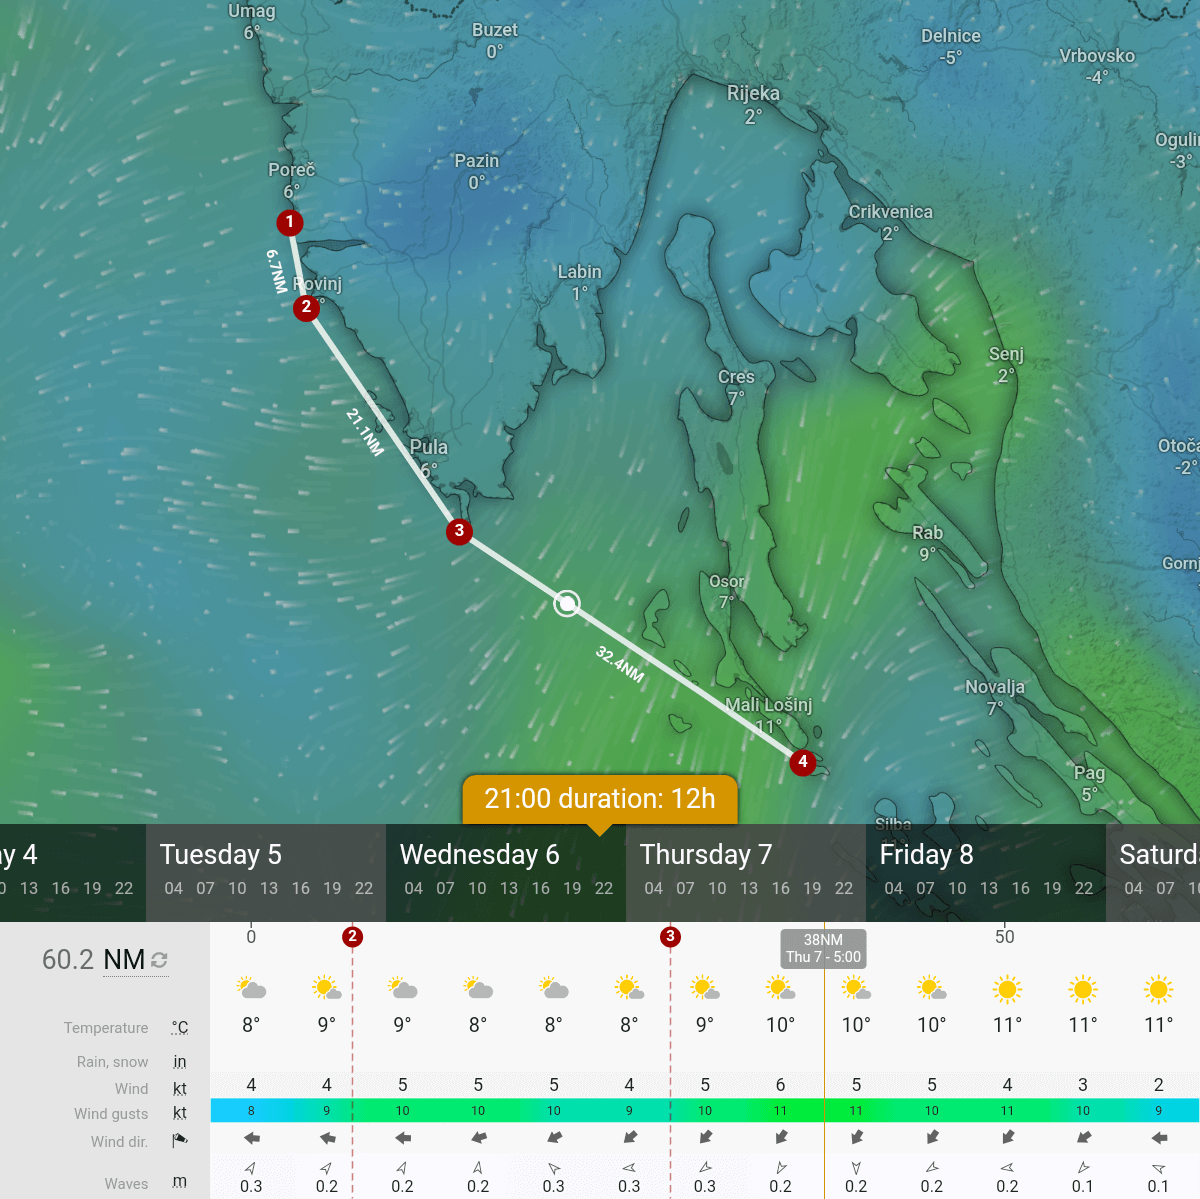 Umag
6°
Buzet
0°
Delnice
-5°
Vrbovsko
-4°
Rijeka
2°
Oguli
-3°
Poreč
6°
Pazin
0°
Crikvenica
2°
1
6.7NM
Rovinj
2
Labin
1°
Senj
2°
Cres
7°
21.1NM
Pula
6°
Otoča
-2°
3
Rab
9°
Gornj
Osor
7°
32.4NM
Mali Lošinj
11°
Novalja
7°
4
Pag
5°
Silba
21:00 duration: 12h
ay 4
0 13 16 19 22
Tuesday 5
04 07 10 13 16 19 22
Wednesday 6
04 07 10 13 16 19 22
Thursday 7
04 07 10 13 16 19 22
Friday 8
04 07 10 13 16 19 22
Saturd
04 07 10
60.2 NM
0 2 3 50
38NM
Thu 7 - 5:00
Temperature °C 8° 9° 9° 8° 8° 8° 9° 10° 10° 10° 11° 11° 11°
Rain, snow in
Wind kt 4 4 5 5 5 4 5 6 5 5 4 3 2
Wind gusts kt 8 9 10 10 10 9 10 11 11 10 11 10 9
Wind dir.
Waves m 0.3 0.2 0.2 0.2 0.3 0.3 0.3 0.2 0.2 0.2 0.2 0.1 0.1